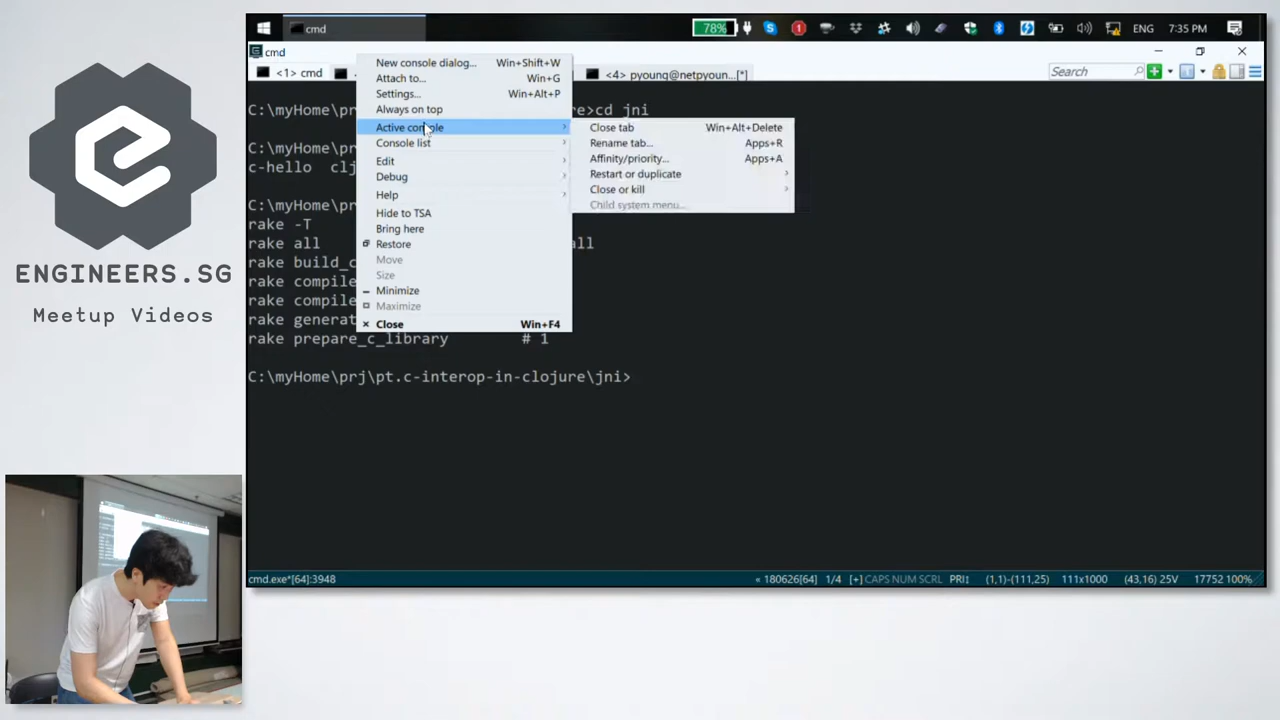 cmd
78%
ENG
7:35 PM
cmd
<1> cmd
<4> pyoung@netpyoun...[*]
Search
C:\myHome\pr
e>cd jni
C:\myHome\pr
c-hello clj
C:\myHome\pr
rake -T
rake all
all
rake build_c
rake compile
rake compile
rake generat
rake prepare_c_library # 1
C:\myHome\prj\pt.c-interop-in-clojure\jni>
New console dialog... Win+Shift+W
Attach to... Win+G
Settings... Win+Alt+P
Always on top
Active console
Console list
Edit
Debug
Help
Hide to TSA
Bring here
Restore
Move
Size
Minimize
Maximize
Close Win+F4
Close tab Win+Alt+Delete
Rename tab... Apps+R
Affinity/priority... Apps+A
Restart or duplicate
Close or kill
Child system menu...
cmd.exe*[64]:3948
« 180626[64] 1/4 [+] CAPS NUM SCRL PRI↕ (1,1)-(111,25) 111x1000 (43,16) 25V 17752 100%
ENGINEERS.SG
Meetup Videos